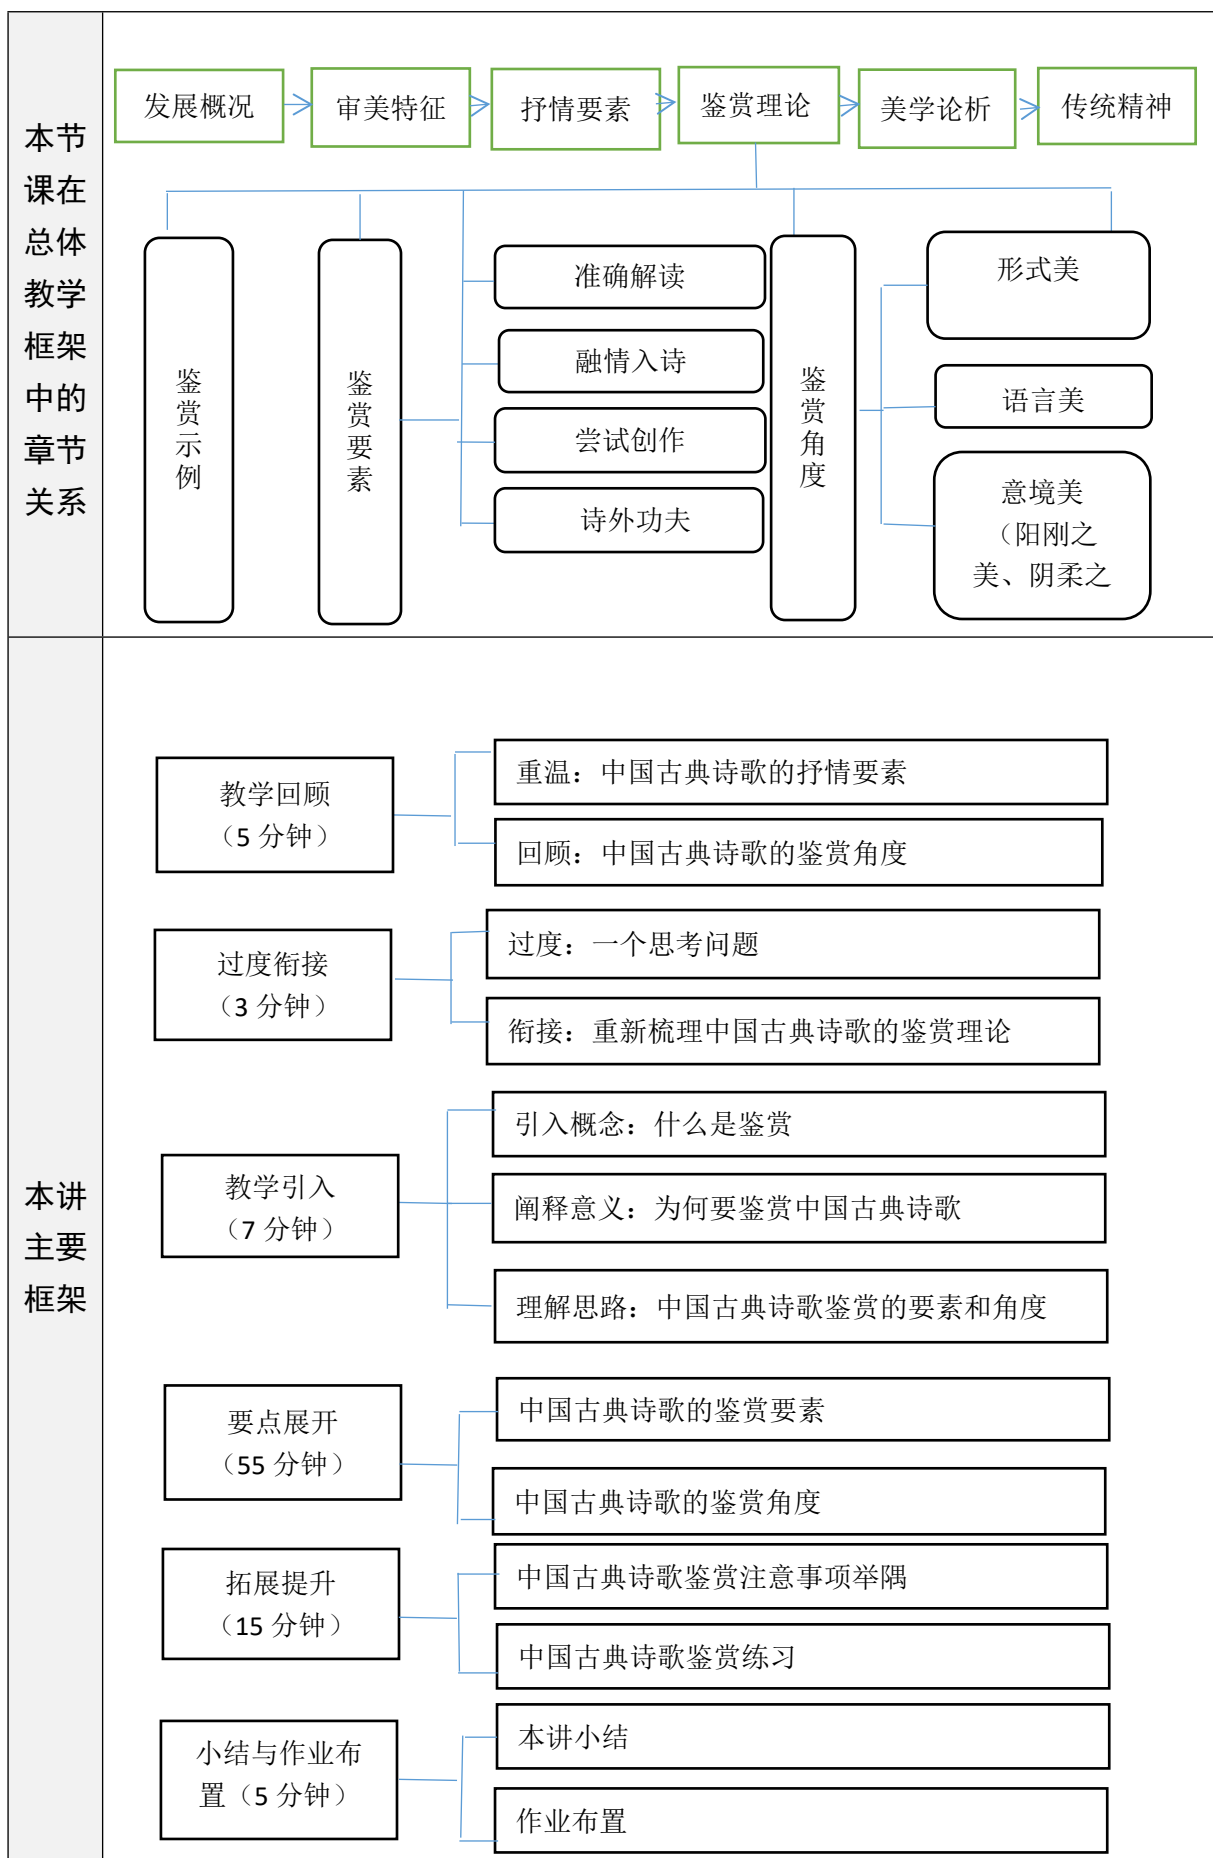 本节
课在
总体
教学
框架
中的
章节
关系
发展概况
审美特征
抒情要素
鉴赏理论
美学论析
传统精神
鉴赏示例
鉴赏要素
准确解读
融情入诗
尝试创作
诗外功夫
鉴赏角度
形式美
语言美
意境美
（阳刚之
美、阴柔之
本讲
主要
框架
教学回顾
（5 分钟）
重温：中国古典诗歌的抒情要素
回顾：中国古典诗歌的鉴赏角度
过度衔接
（3 分钟）
过度：一个思考问题
衔接：重新梳理中国古典诗歌的鉴赏理论
教学引入
（7 分钟）
引入概念：什么是鉴赏
阐释意义：为何要鉴赏中国古典诗歌
理解思路：中国古典诗歌鉴赏的要素和角度
要点展开
（55 分钟）
中国古典诗歌的鉴赏要素
中国古典诗歌的鉴赏角度
拓展提升
（15 分钟）
中国古典诗歌鉴赏注意事项举隅
中国古典诗歌鉴赏练习
小结与作业布
置（5 分钟）
本讲小结
作业布置